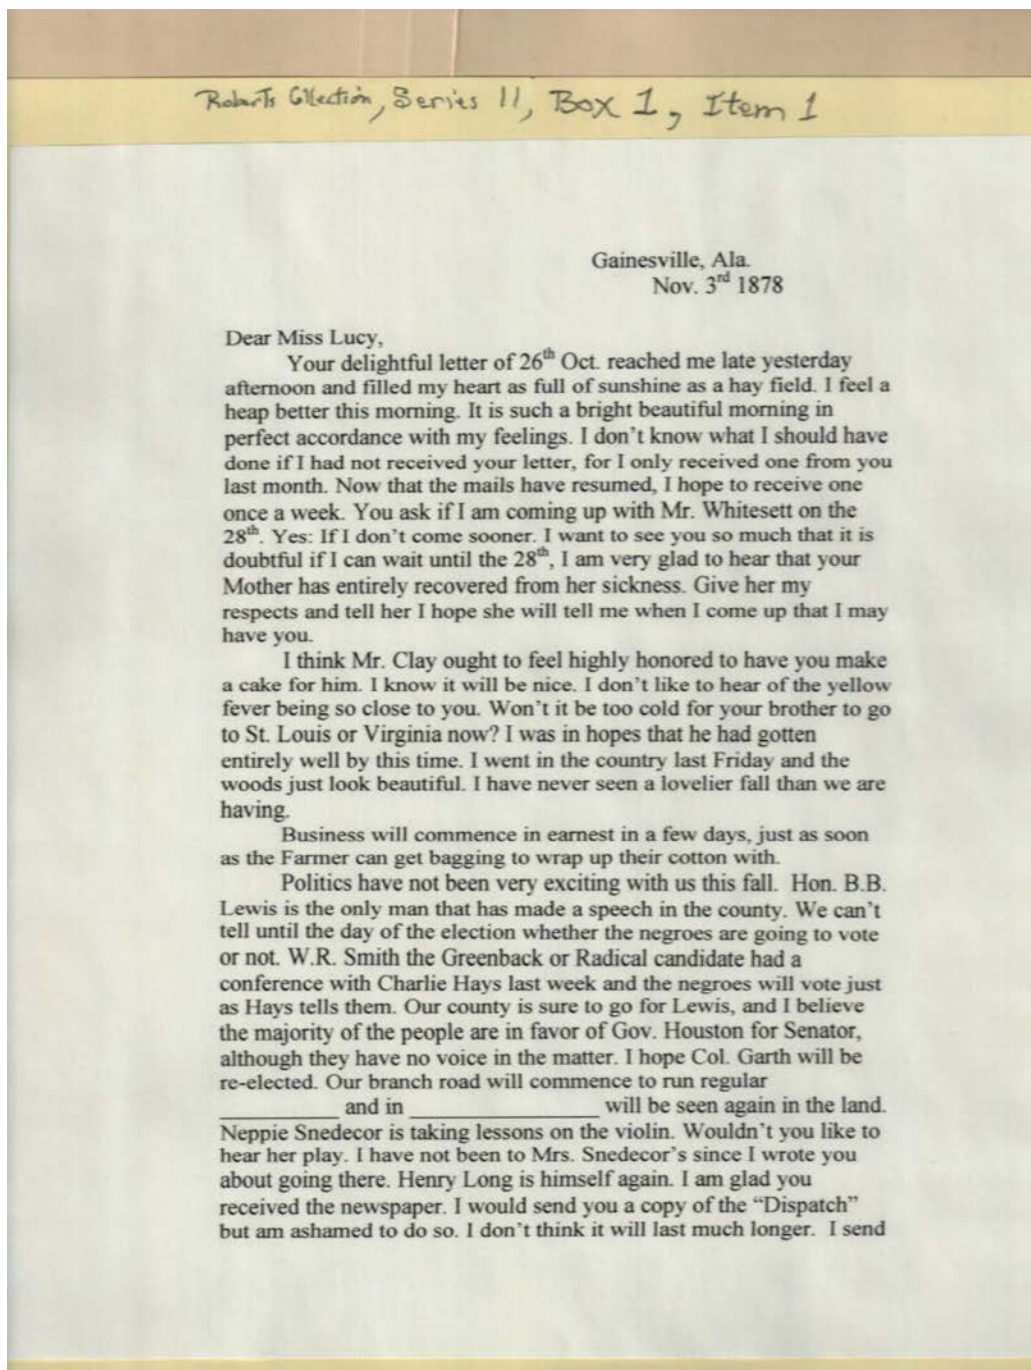 Roberts Collection, Series 11, Box 1, Item 1
Gainesville, Ala.
Nov. 3rd 1878
Dear Miss Lucy,
Your delightful letter of 26th Oct. reached me late yesterday
afternoon and filled my heart as full of sunshine as a hay field. I feel a
heap better this morning. It is such a bright beautiful morning in
perfect accordance with my feelings. I don't know what I should have
done if I had not received your letter, for I only received one from you
last month. Now that the mails have resumed, I hope to receive one
once a week. You ask if I am coming up with Mr. Whitesett on the
28th. Yes: If I don't come sooner. I want to see you so much that it is
doubtful if I can wait until the 28th, I am very glad to hear that your
Mother has entirely recovered from her sickness. Give her my
respects and tell her I hope she will tell me when I come up that I may
have you.
I think Mr. Clay ought to feel highly honored to have you make
a cake for him. I know it will be nice. I don't like to hear of the yellow
fever being so close to you. Won't it be too cold for your brother to go
to St. Louis or Virginia now? I was in hopes that he had gotten
entirely well by this time. I went in the country last Friday and the
woods just look beautiful. I have never seen a lovelier fall than we are
having.
Business will commence in earnest in a few days, just as soon
as the Farmer can get bagging to wrap up their cotton with.
Politics have not been very exciting with us this fall. Hon. B.B.
Lewis is the only man that has made a speech in the county. We can't
tell until the day of the election whether the negroes are going to vote
or not. W.R. Smith the Greenback or Radical candidate had a
conference with Charlie Hays last week and the negroes will vote just
as Hays tells them. Our county is sure to go for Lewis, and I believe
the majority of the people are in favor of Gov. Houston for Senator,
although they have no voice in the matter. I hope Col. Garth will be
re-elected. Our branch road will commence to run regular
____________ and in ___________________ will be seen again in the land.
Neppie Snedecor is taking lessons on the violin. Wouldn't you like to
hear her play. I have not been to Mrs. Snedecor's since I wrote you
about going there. Henry Long is himself again. I am glad you
received the newspaper. I would send you a copy of the "Dispatch"
but am ashamed to do so. I don't think it will last much longer. I send